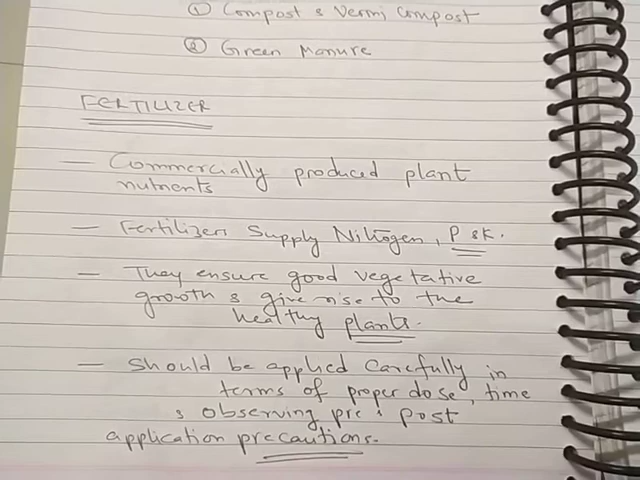 ① Compost & Vermi Compost
② Green Manure
FERTILIZER
— Commercially produced plant
nutrients
— Fertilizers Supply Nitrogen, P & K.
— They ensure good vegetative
growth & give rise to the
healthy plants.
— Should be applied Carefully in
terms of proper dose, time
& observing pre & post
application precautions.